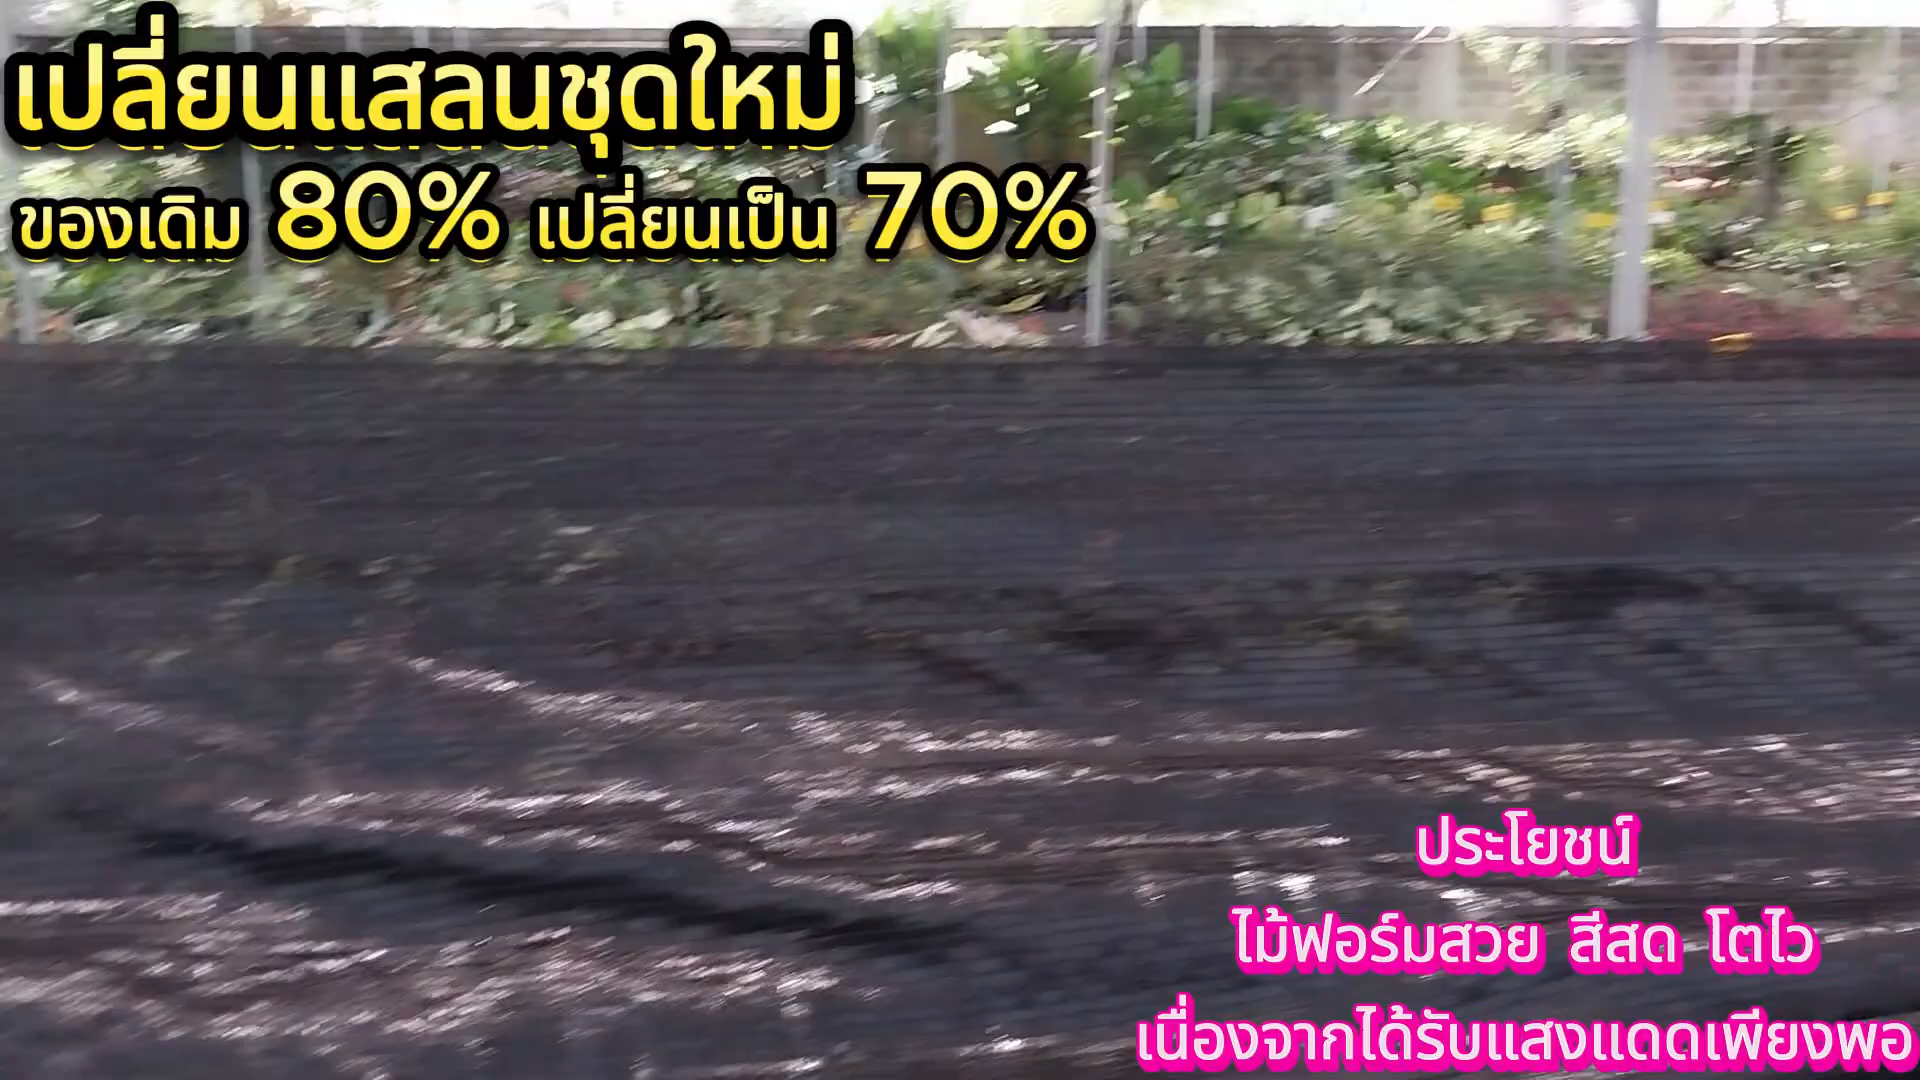 เปลี่ยนแสลนชุดใหม่
ของเดิม 80% เปลี่ยนเป็น 70%
ประโยชน์
ไม้ฟอร์มสวย สีสด โตไว
เนื่องจากได้รับแสงแดดเพียงพอ